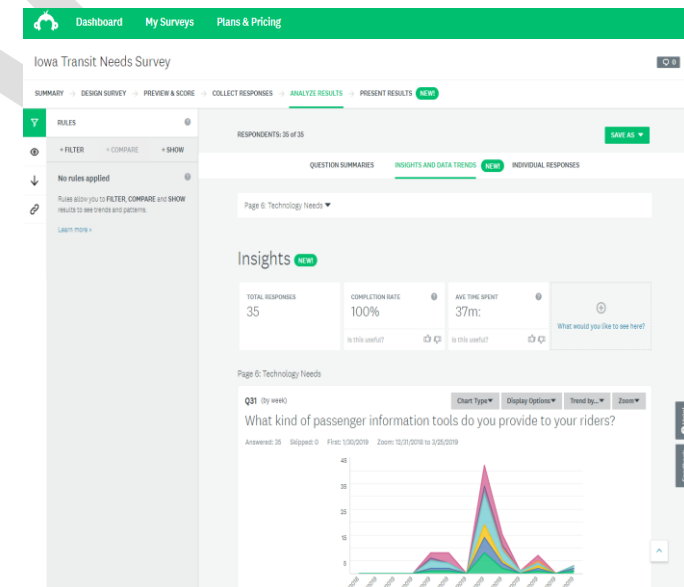 Dashboard My Surveys Plans & Pricing
Iowa Transit Needs Survey
0
SUMMARY → DESIGN SURVEY → PREVIEW & SCORE → COLLECT RESPONSES → ANALYZE RESULTS → PRESENT RESULTS NEW!
RULES
+ FILTER + COMPARE + SHOW
No rules applied
Rules allow you to FILTER, COMPARE and SHOW
results to see trends and patterns.
Learn more »
RESPONDENTS: 35 of 35
SAVE AS ▼
QUESTION SUMMARIES INSIGHTS AND DATA TRENDS NEW! INDIVIDUAL RESPONSES
Page 6: Technology Needs ▼
Insights NEW!
TOTAL RESPONSES
35
COMPLETION RATE
100%
Is this useful?
AVE TIME SPENT
37m:
Is this useful?
What would you like to see here?
Page 6: Technology Needs
Q31 (by week)
Chart Type▼ Display Options▼ Trend by...▼ Zoom▼
What kind of passenger information tools do you provide to your riders?
Answered: 35 Skipped: 0 First: 1/30/2019 Zoom: 12/31/2018 to 3/25/2019
45
35
25
15
5